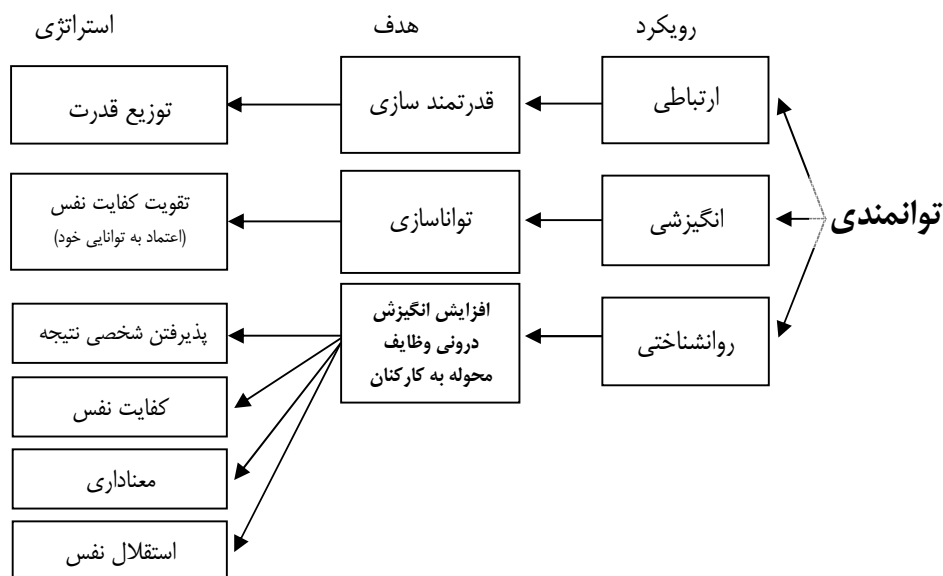 رویکرد
هدف
استراتژی
توانمندی
ارتباطی
قدرتمند سازی
توزیع قدرت
انگیزشی
تواناسازی
تقویت کفایت نفس
(اعتماد به توانایی خود)
روانشناختی
افزایش انگیزش
درونی وظایف
محوله به کارکنان
پذیرفتن شخصی نتیجه
کفایت نفس
معناداری
استقلال نفس